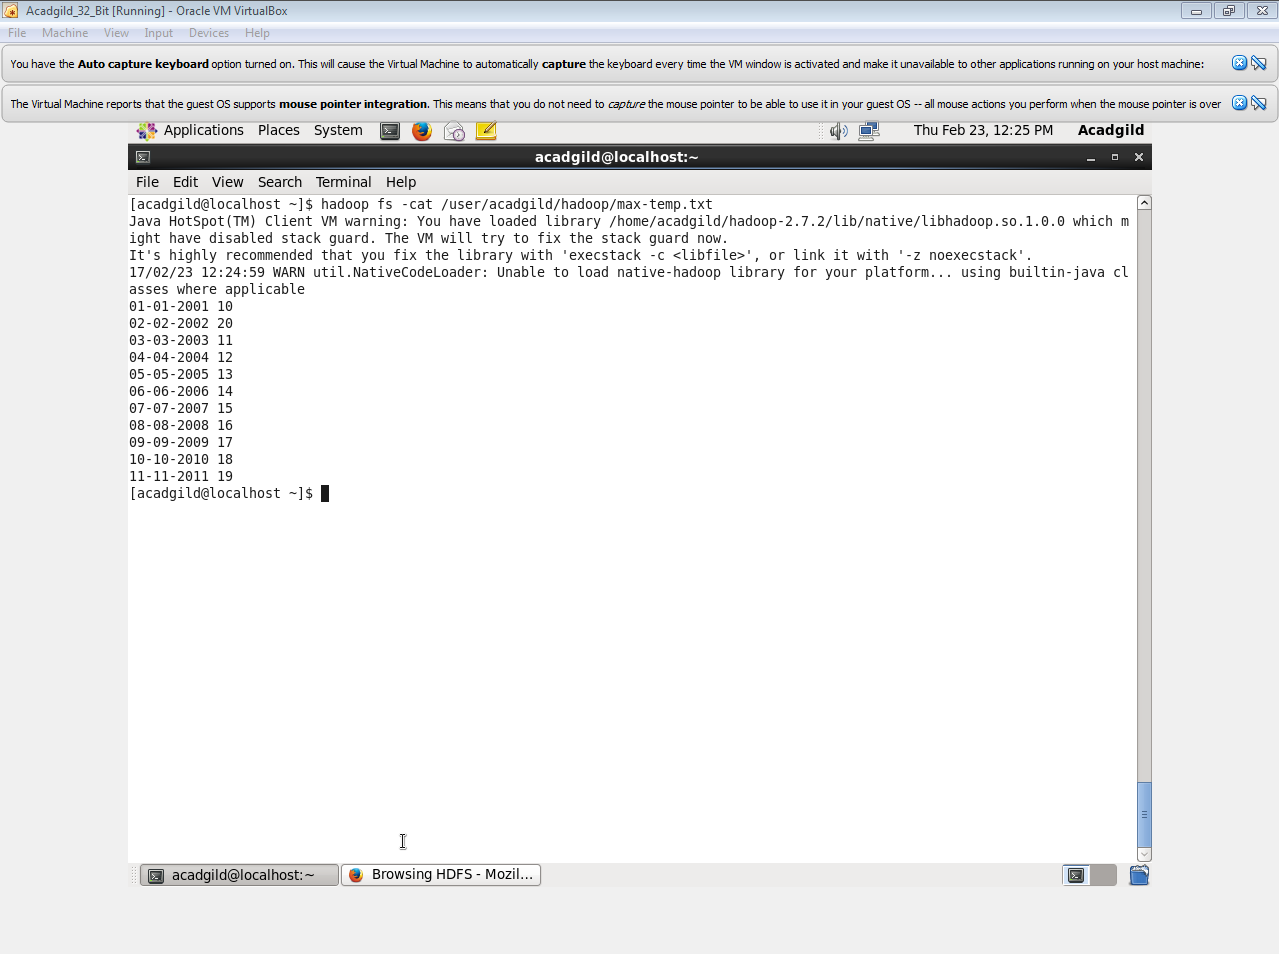 Acadgild_32_Bit [Running] - Oracle VM VirtualBox
File Machine View Input Devices Help
You have the Auto capture keyboard option turned on. This will cause the Virtual Machine to automatically capture the keyboard every time the VM window is activated and make it unavailable to other applications running on your host machine:
The Virtual Machine reports that the guest OS supports mouse pointer integration. This means that you do not need to capture the mouse pointer to be able to use it in your guest OS -- all mouse actions you perform when the mouse pointer is over
Applications Places System Thu Feb 23, 12:25 PM Acadgild
acadgild@localhost:~
File Edit View Search Terminal Help
[acadgild@localhost ~]$ hadoop fs -cat /user/acadgild/hadoop/max-temp.txt
Java HotSpot(TM) Client VM warning: You have loaded library /home/acadgild/hadoop-2.7.2/lib/native/libhadoop.so.1.0.0 which m
ight have disabled stack guard. The VM will try to fix the stack guard now.
It's highly recommended that you fix the library with 'execstack -c <libfile>', or link it with '-z noexecstack'.
17/02/23 12:24:59 WARN util.NativeCodeLoader: Unable to load native-hadoop library for your platform... using builtin-java cl
asses where applicable
01-01-2001 10
02-02-2002 20
03-03-2003 11
04-04-2004 12
05-05-2005 13
06-06-2006 14
07-07-2007 15
08-08-2008 16
09-09-2009 17
10-10-2010 18
11-11-2011 19
[acadgild@localhost ~]$
acadgild@localhost:~ Browsing HDFS - Mozil...